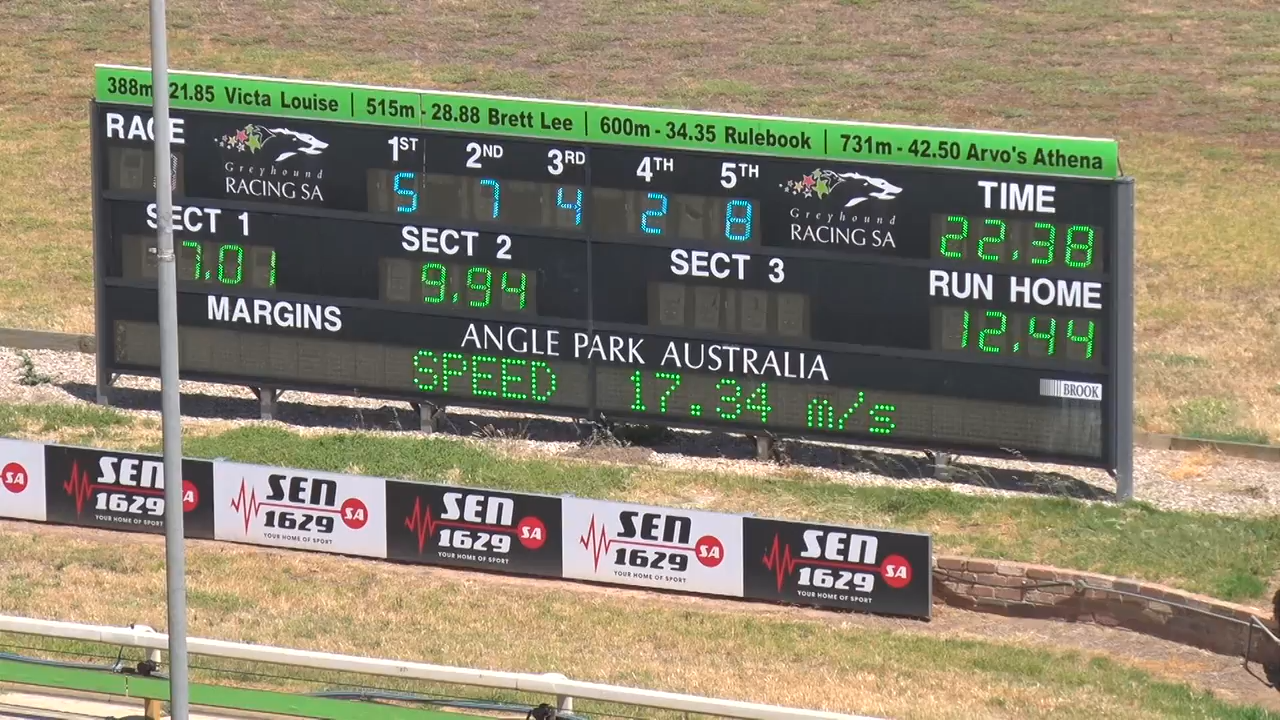 388m 21.85 Victa Louise | 515m - 28.88 Brett Lee | 600m - 34.35 Rulebook | 731m - 42.50 Arvo's Athena
RACE
Greyhound
RACING SA
1ST 2ND 3RD 4TH 5TH
5 7 4 2 8
Greyhound
RACING SA
TIME
22.38
SECT 1
7.01
SECT 2
9.94
SECT 3
RUN HOME
12.44
MARGINS
ANGLE PARK AUSTRALIA
SPEED 17.34 m/s
BROOK
SA
SEN
1629
SA
YOUR HOME OF SPORT
SEN
1629
SA
YOUR HOME OF SPORT
SEN
1629
SA
YOUR HOME OF SPORT
SEN
1629
SA
YOUR HOME OF SPORT
SEN
1629
SA
YOUR HOME OF SPORT